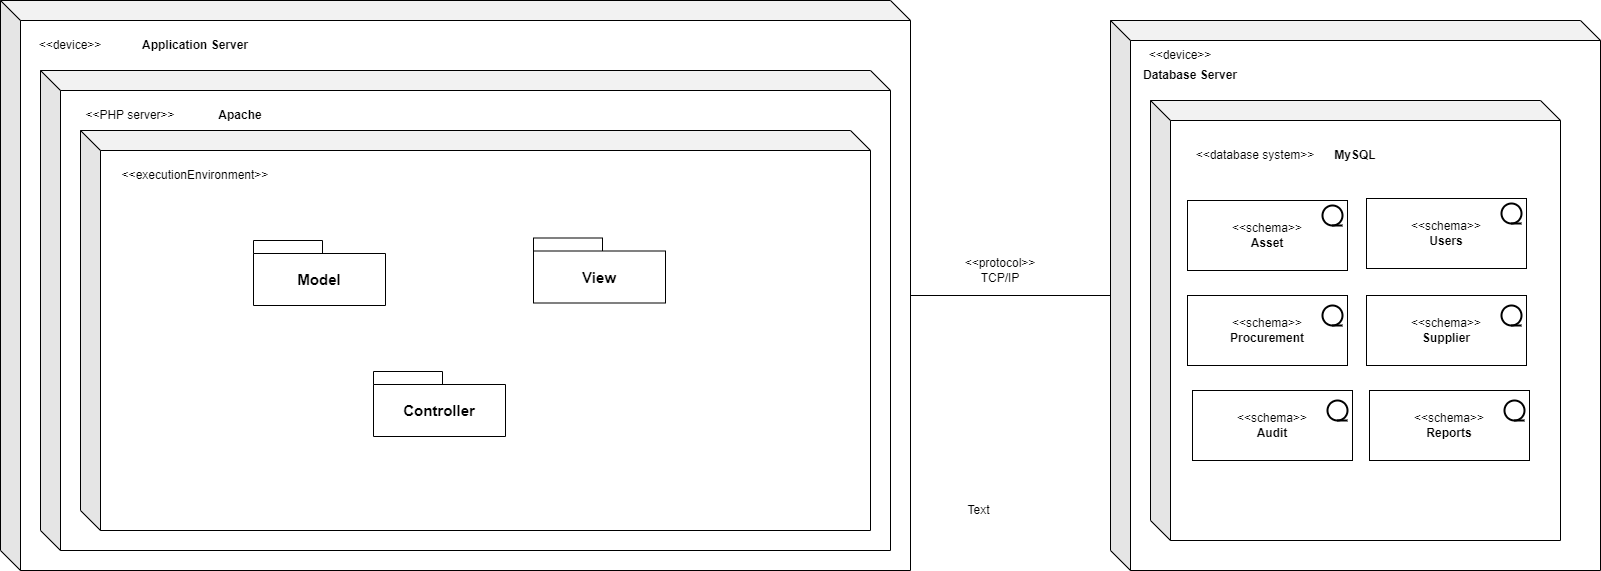 <<device>> Application Server
<<PHP server>> Apache
<<executionEnvironment>>
Model
View
Controller
<<protocol>>
TCP/IP
Text
<<device>>
Database Server
<<database system>> MySQL
<<schema>>
Asset
<<schema>>
Users
<<schema>>
Procurement
<<schema>>
Supplier
<<schema>>
Audit
<<schema>>
Reports